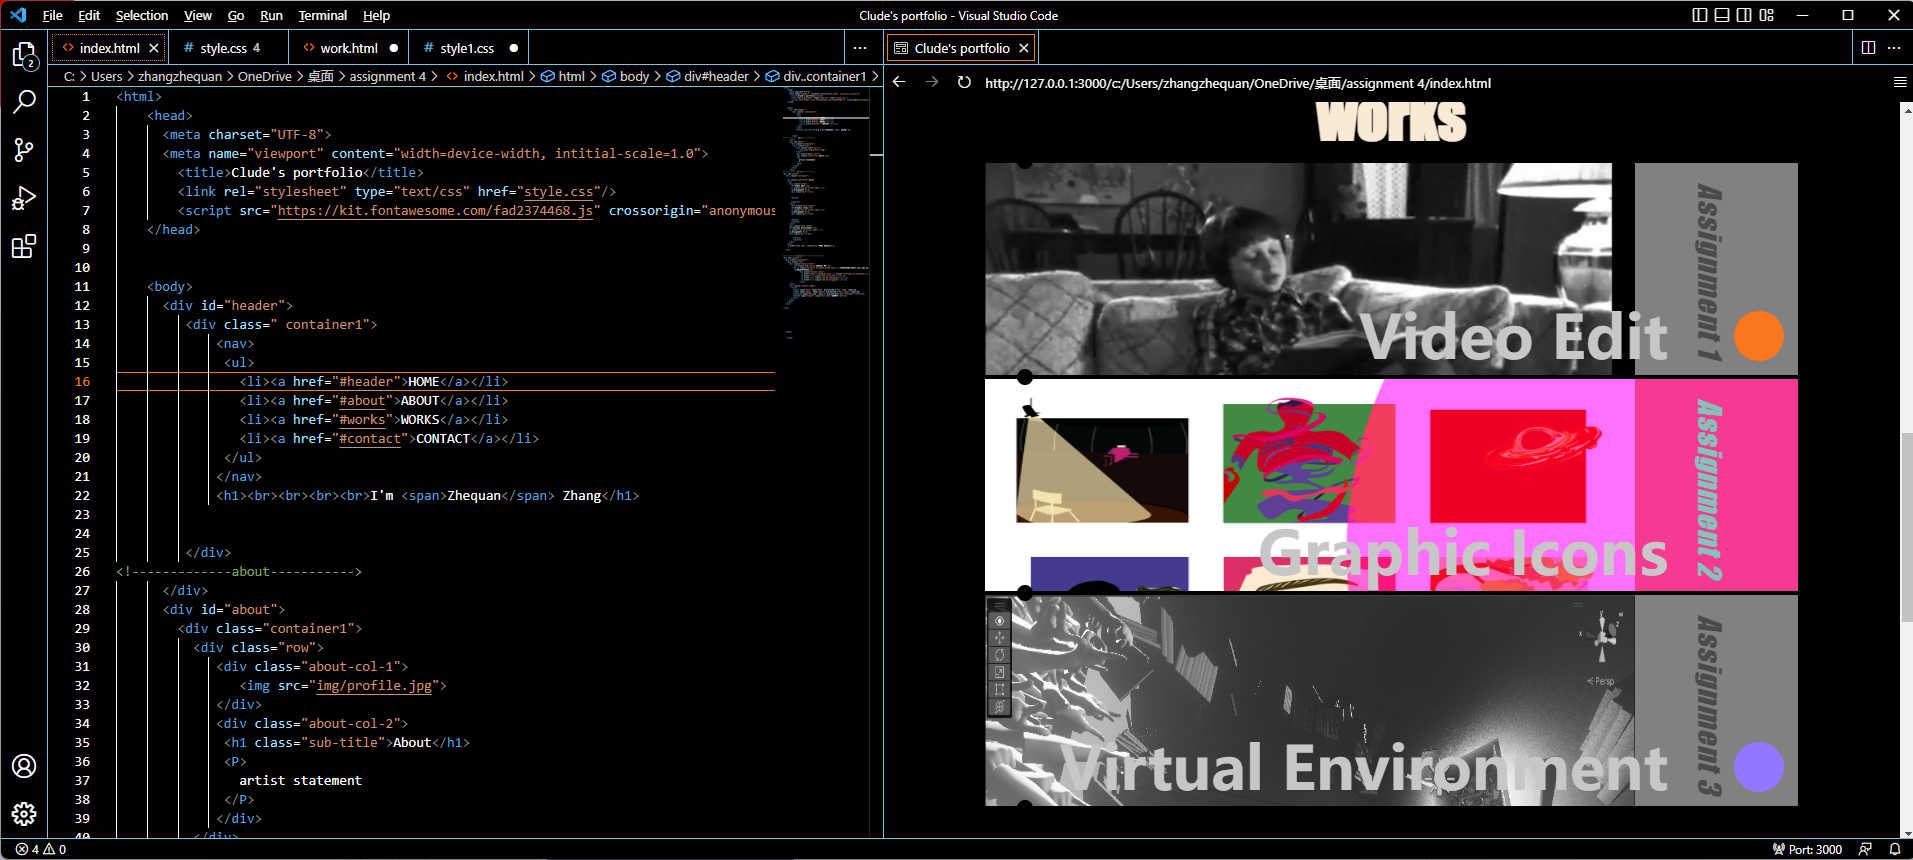 File Edit Selection View Go Run Terminal Help
Clude's portfolio - Visual Studio Code
index.html
style.css 4
work.html
style1.css
Clude's portfolio
C: > Users > zhangzhequan > OneDrive > 桌面 > assignment 4 > index.html > html > body > div#header > div..container1 >
http://127.0.0.1:3000/c:/Users/zhangzhequan/OneDrive/桌面/assignment 4/index.html
2
1 <html>
2 <head>
3 <meta charset="UTF-8">
4 <meta name="viewport" content="width=device-width, intitial-scale=1.0">
5 <title>Clude's portfolio</title>
6 <link rel="stylesheet" type="text/css" href="style.css"/>
7 <script src="https://kit.fontawesome.com/fad2374468.js" crossorigin="anonymous
8 </head>
9
10
11 <body>
12 <div id="header">
13 <div class=" container1">
14 <nav>
15 <ul>
16 <li><a href="#header">HOME</a></li>
17 <li><a href="#about">ABOUT</a></li>
18 <li><a href="#works">WORKS</a></li>
19 <li><a href="#contact">CONTACT</a></li>
20 </ul>
21 </nav>
22 <h1><br><br><br><br>I'm <span>Zhequan</span> Zhang</h1>
23
24
25 </div>
26 <!-------------about----------->
27 </div>
28 <div id="about">
29 <div class="container1">
30 <div class="row">
31 <div class="about-col-1">
32 <img src="img/profile.jpg">
33 </div>
34 <div class="about-col-2">
35 <h1 class="sub-title">About</h1>
36 <P>
37 artist statement
38 </P>
39 </div>
40 </div>
works
Video Edit
Assignment 1
Graphic Icons
Assignment 2
Persp
Virtual Environment
Assignment 3
4 0
Port: 3000